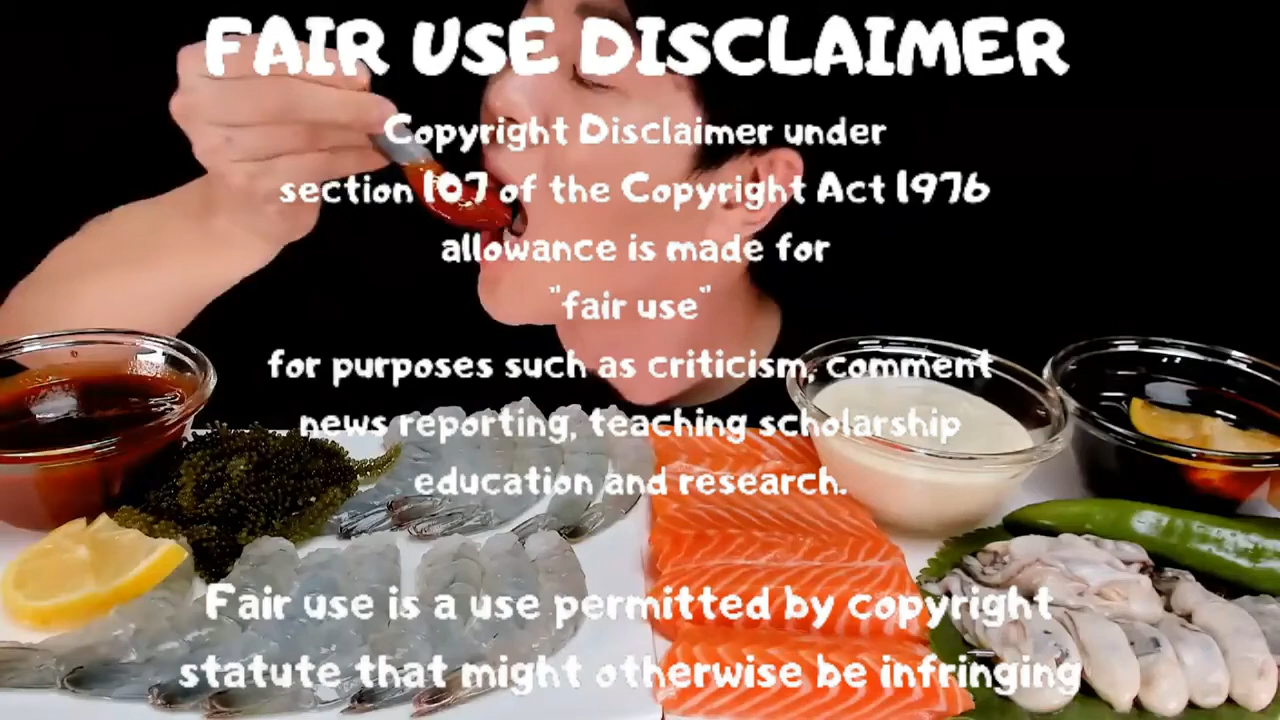 FAIR USE DISCLAIMER
Copyright Disclaimer under
section 107 of the Copyright Act 1976
allowance is made for
"fair use"
for purposes such as criticism, comment
news reporting, teaching scholarship
education and research.
Fair use is a use permitted by copyright
statute that might otherwise be infringing